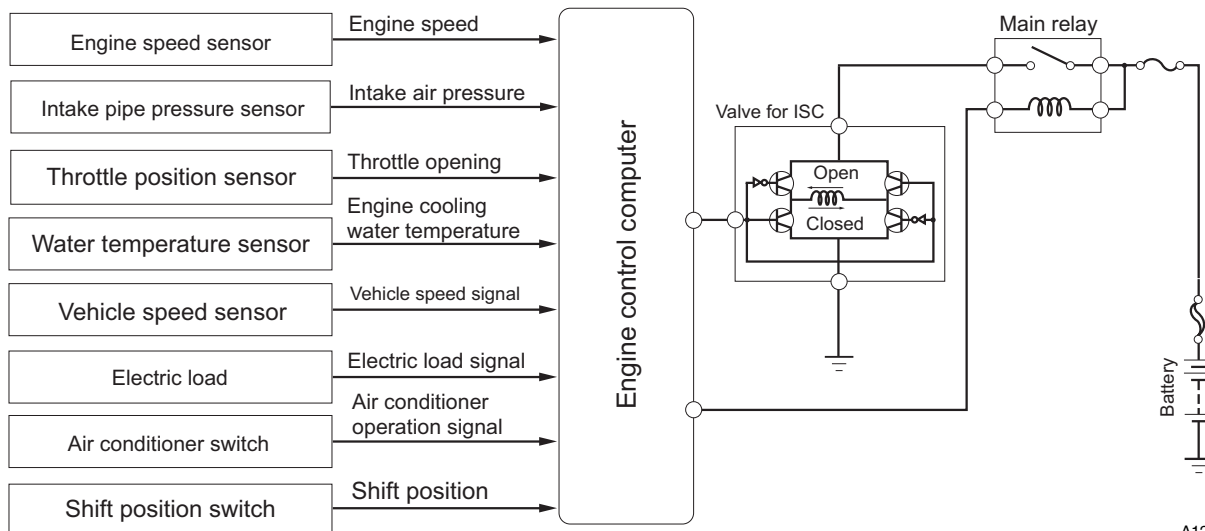 Engine speed sensor
Engine speed
Intake pipe pressure sensor
Intake air pressure
Throttle position sensor
Throttle opening
Water temperature sensor
Engine cooling
water temperature
Vehicle speed sensor
Vehicle speed signal
Electric load
Electric load signal
Air conditioner switch
Air conditioner
operation signal
Shift position switch
Shift position
Engine control computer
Valve for ISC
Open
Closed
Main relay
Battery